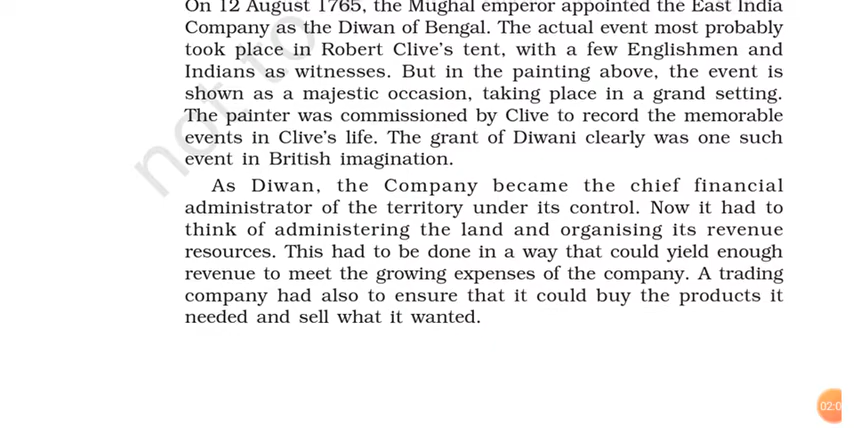 On 12 August 1765, the Mughal emperor appointed the East India
Company as the Diwan of Bengal. The actual event most probably
took place in Robert Clive's tent, with a few Englishmen and
Indians as witnesses. But in the painting above, the event is
shown as a majestic occasion, taking place in a grand setting.
The painter was commissioned by Clive to record the memorable
events in Clive's life. The grant of Diwani clearly was one such
event in British imagination.
As Diwan, the Company became the chief financial
administrator of the territory under its control. Now it had to
think of administering the land and organising its revenue
resources. This had to be done in a way that could yield enough
revenue to meet the growing expenses of the company. A trading
company had also to ensure that it could buy the products it
needed and sell what it wanted.
not to
02:0